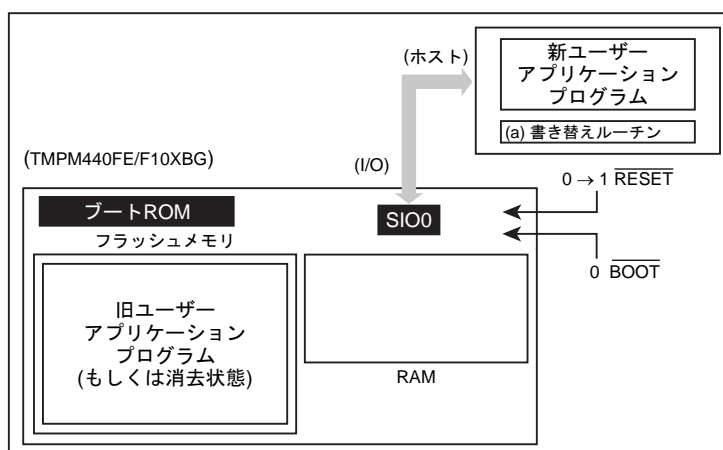 (ホスト)
新ユーザー
アプリケーション
プログラム
(a) 書き替えルーチン
(TMPM440FE/F10XBG)
(I/O)
0 → 1 RESET
ブートROM
SIO0
フラッシュメモリ
0 BOOT
旧ユーザー
アプリケーション
プログラム
(もしくは消去状態)
RAM